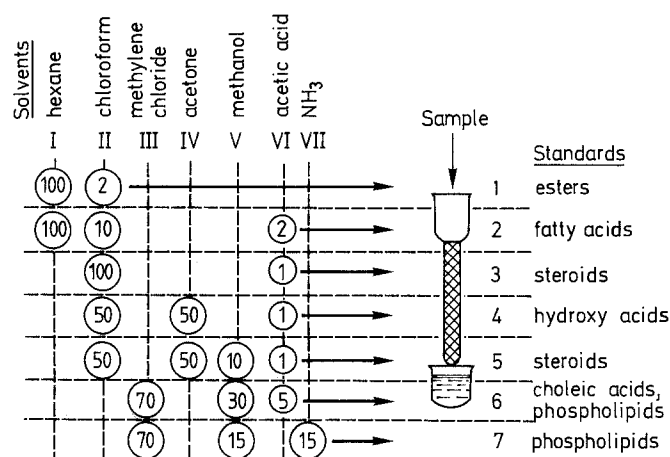 Solvents
hexane
chloroform
methylene
chloride
acetone
methanol
acetic acid
NH₃
I II III IV V VI VII
Sample
Standards
100 2 1 esters
100 10 2 2 fatty acids
100 1 3 steroids
50 50 1 4 hydroxy acids
50 50 10 1 5 steroids
70 30 5 6 choleic acids,
phospholipids
70 15 15 7 phospholipids